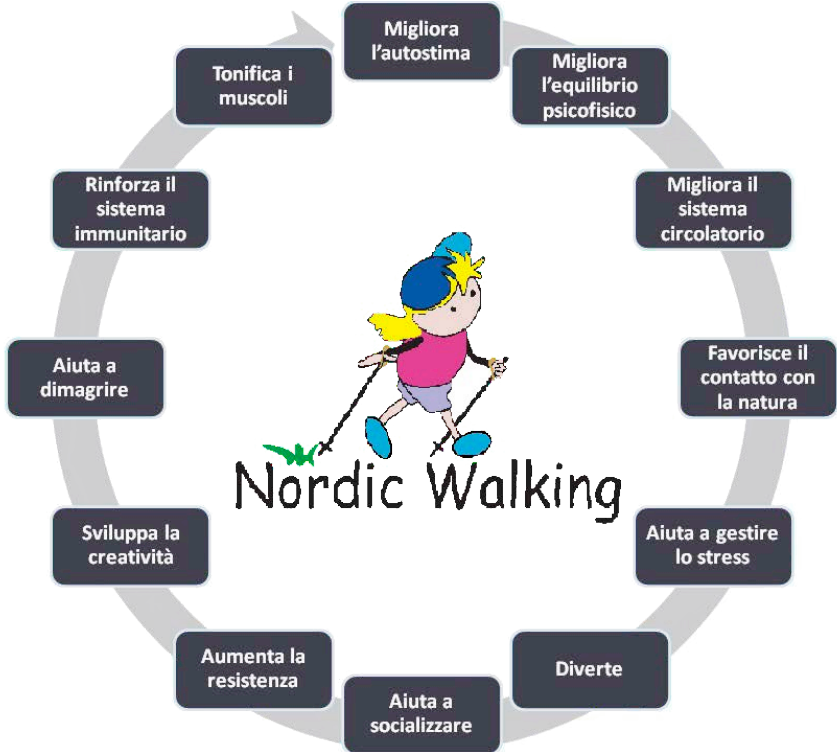 Migliora
l'autostima
Migliora
l'equilibrio
psicofisico
Migliora il
sistema
circolatorio
Favorisce il
contatto con
la natura
Aiuta a gestire
lo stress
Diverte
Aiuta a
socializzare
Aumenta la
resistenza
Sviluppa la
creatività
Aiuta a
dimagrire
Rinforza il
sistema
immunitario
Tonifica i
muscoli
Nordic Walking